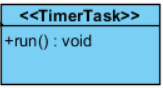 <<TimerTask>>
+run() : void